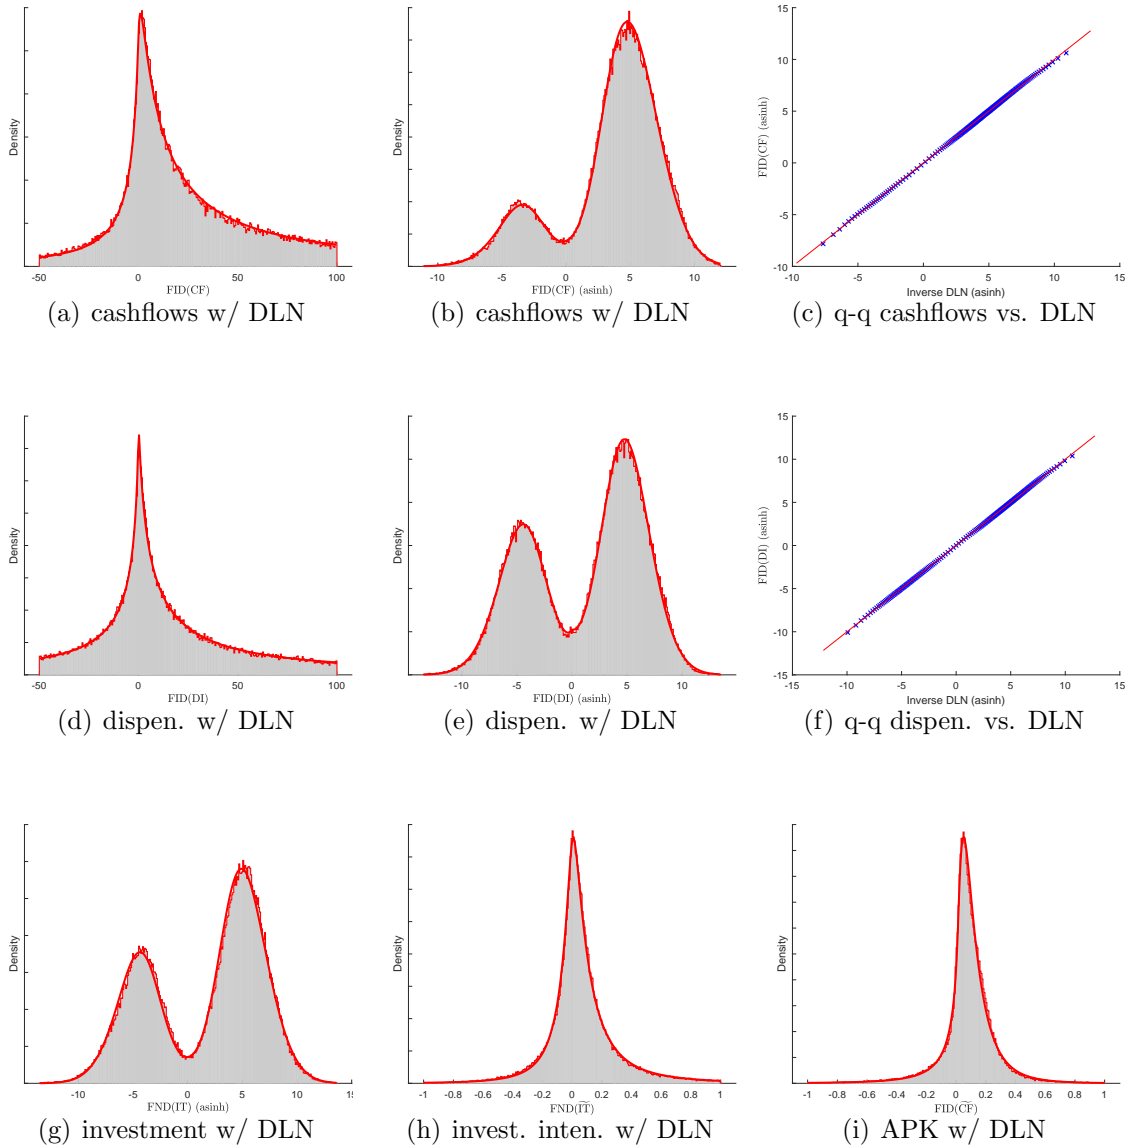 Density
-50 0 50 100
FID(CF)
(a) cashflows w/ DLN
Density
-10 -5 0 5 10
FID(CF) (asinh)
(b) cashflows w/ DLN
FID(CF) (asinh)
15
10
5
0
-5
-10
-10 -5 0 5 10 15
Inverse DLN (asinh)
(c) q-q cashflows vs. DLN
Density
-50 0 50 100
FID(DI)
(d) dispen. w/ DLN
Density
-10 -5 0 5 10
FID(DI) (asinh)
(e) dispen. w/ DLN
FID(DI) (asinh)
15
10
5
0
-5
-10
-15
-15 -10 -5 0 5 10 15
Inverse DLN (asinh)
(f) q-q dispen. vs. DLN
Density
-10 -5 0 5 10 15
FND(IT) (asinh)
(g) investment w/ DLN
Density
-1 -0.8 -0.6 -0.4 -0.2 0 0.2 0.4 0.6 0.8 1
FND(I͠T)
(h) invest. inten. w/ DLN
Density
-1 -0.8 -0.6 -0.4 -0.2 0 0.2 0.4 0.6 0.8 1
FID(C͠F)
(i) APK w/ DLN